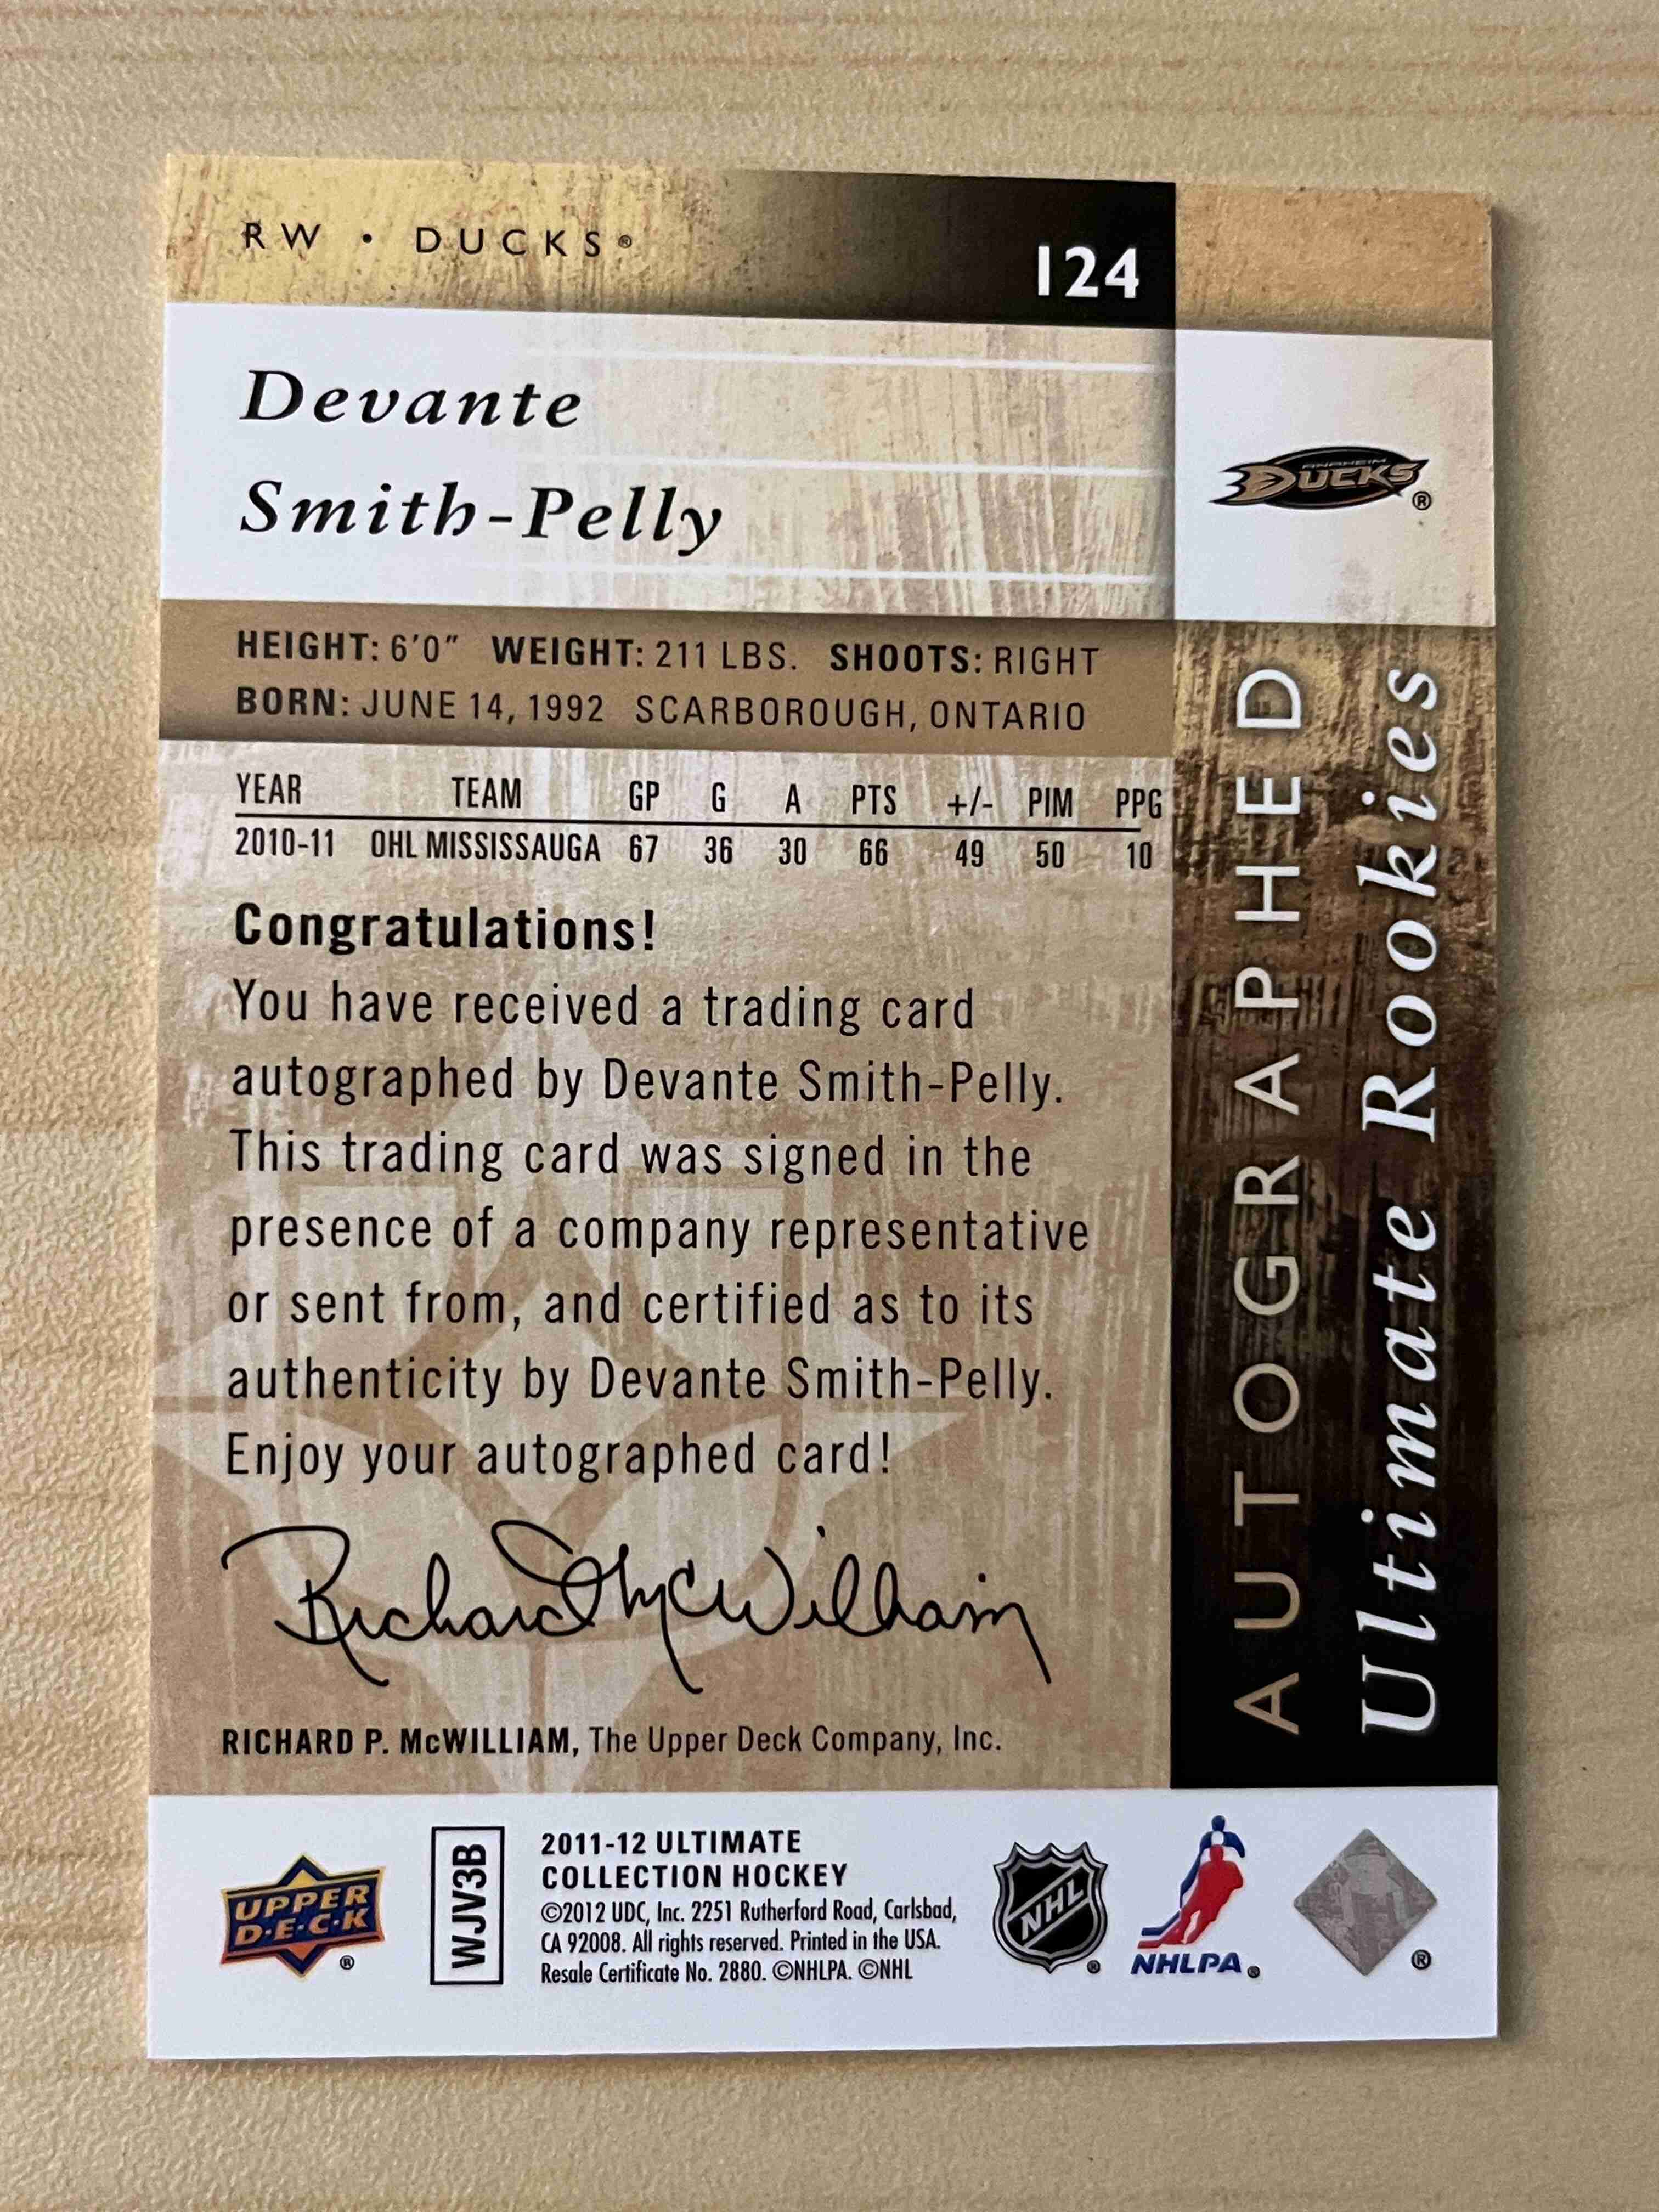 RW • DUCKS®
124
Devante
Smith-Pelly
ANAHEIM
DUCKS®
HEIGHT: 6'0" WEIGHT: 211 LBS. SHOOTS: RIGHT
BORN: JUNE 14, 1992 SCARBOROUGH, ONTARIO
YEAR TEAM GP G A PTS +/- PIM PPG
2010-11 OHL MISSISSAUGA 67 36 30 66 49 50 10
Congratulations!
You have received a trading card
autographed by Devante Smith-Pelly.
This trading card was signed in the
presence of a company representative
or sent from, and certified as to its
authenticity by Devante Smith-Pelly.
Enjoy your autographed card!
Richard McWilliam
RICHARD P. McWILLIAM, The Upper Deck Company, Inc.
AUTOGRAPHED
Ultimate Rookies
UPPER
D•E•C•K®
WJV3B
2011-12 ULTIMATE
COLLECTION HOCKEY
©2012 UDC, Inc. 2251 Rutherford Road, Carlsbad,
CA 92008. All rights reserved. Printed in the USA.
Resale Certificate No. 2880. ©NHLPA. ©NHL
NHL®
NHLPA®
®